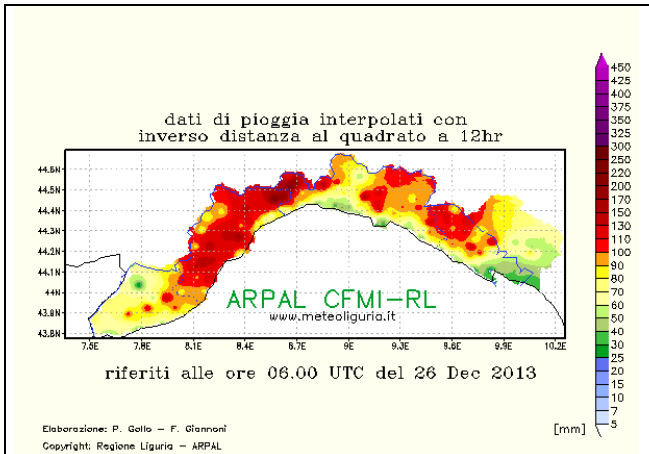 dati di pioggia interpolati con
inverso distanza al quadrato a 12hr
44.5N
44.4N
44.3N
44.2N
44.1N
44N
43.9N
43.8N
7.5E 7.8E 8.1E 8.4E 8.7E 9E 9.3E 9.6E 9.9E 10.2E
ARPAL CFMI-RL
www.meteoliguria.it
riferiti alle ore 06.00 UTC del 26 Dec 2013
450
425
400
375
350
325
300
250
200
170
150
130
110
100
90
80
70
60
50
40
30
25
20
15
10
7
5
[mm]
Elaborazione: P. Gollo – F. Giannoni
Copyright: Regione Liguria – ARPAL